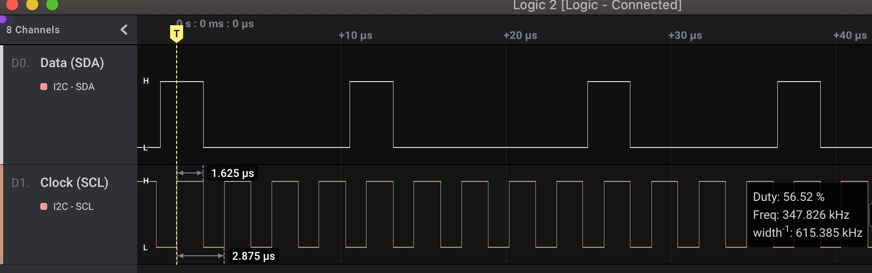 Logic 2 [Logic - Connected]
8 Channels
0 s : 0 ms : 0 µs
T
+10 µs
+20 µs
+30 µs
+40 µs
D0. Data (SDA)
I2C - SDA
H
L
D1. Clock (SCL)
I2C - SCL
H
L
1.625 µs
2.875 µs
Duty: 56.52 %
Freq: 347.826 kHz
width⁻¹: 615.385 kHz